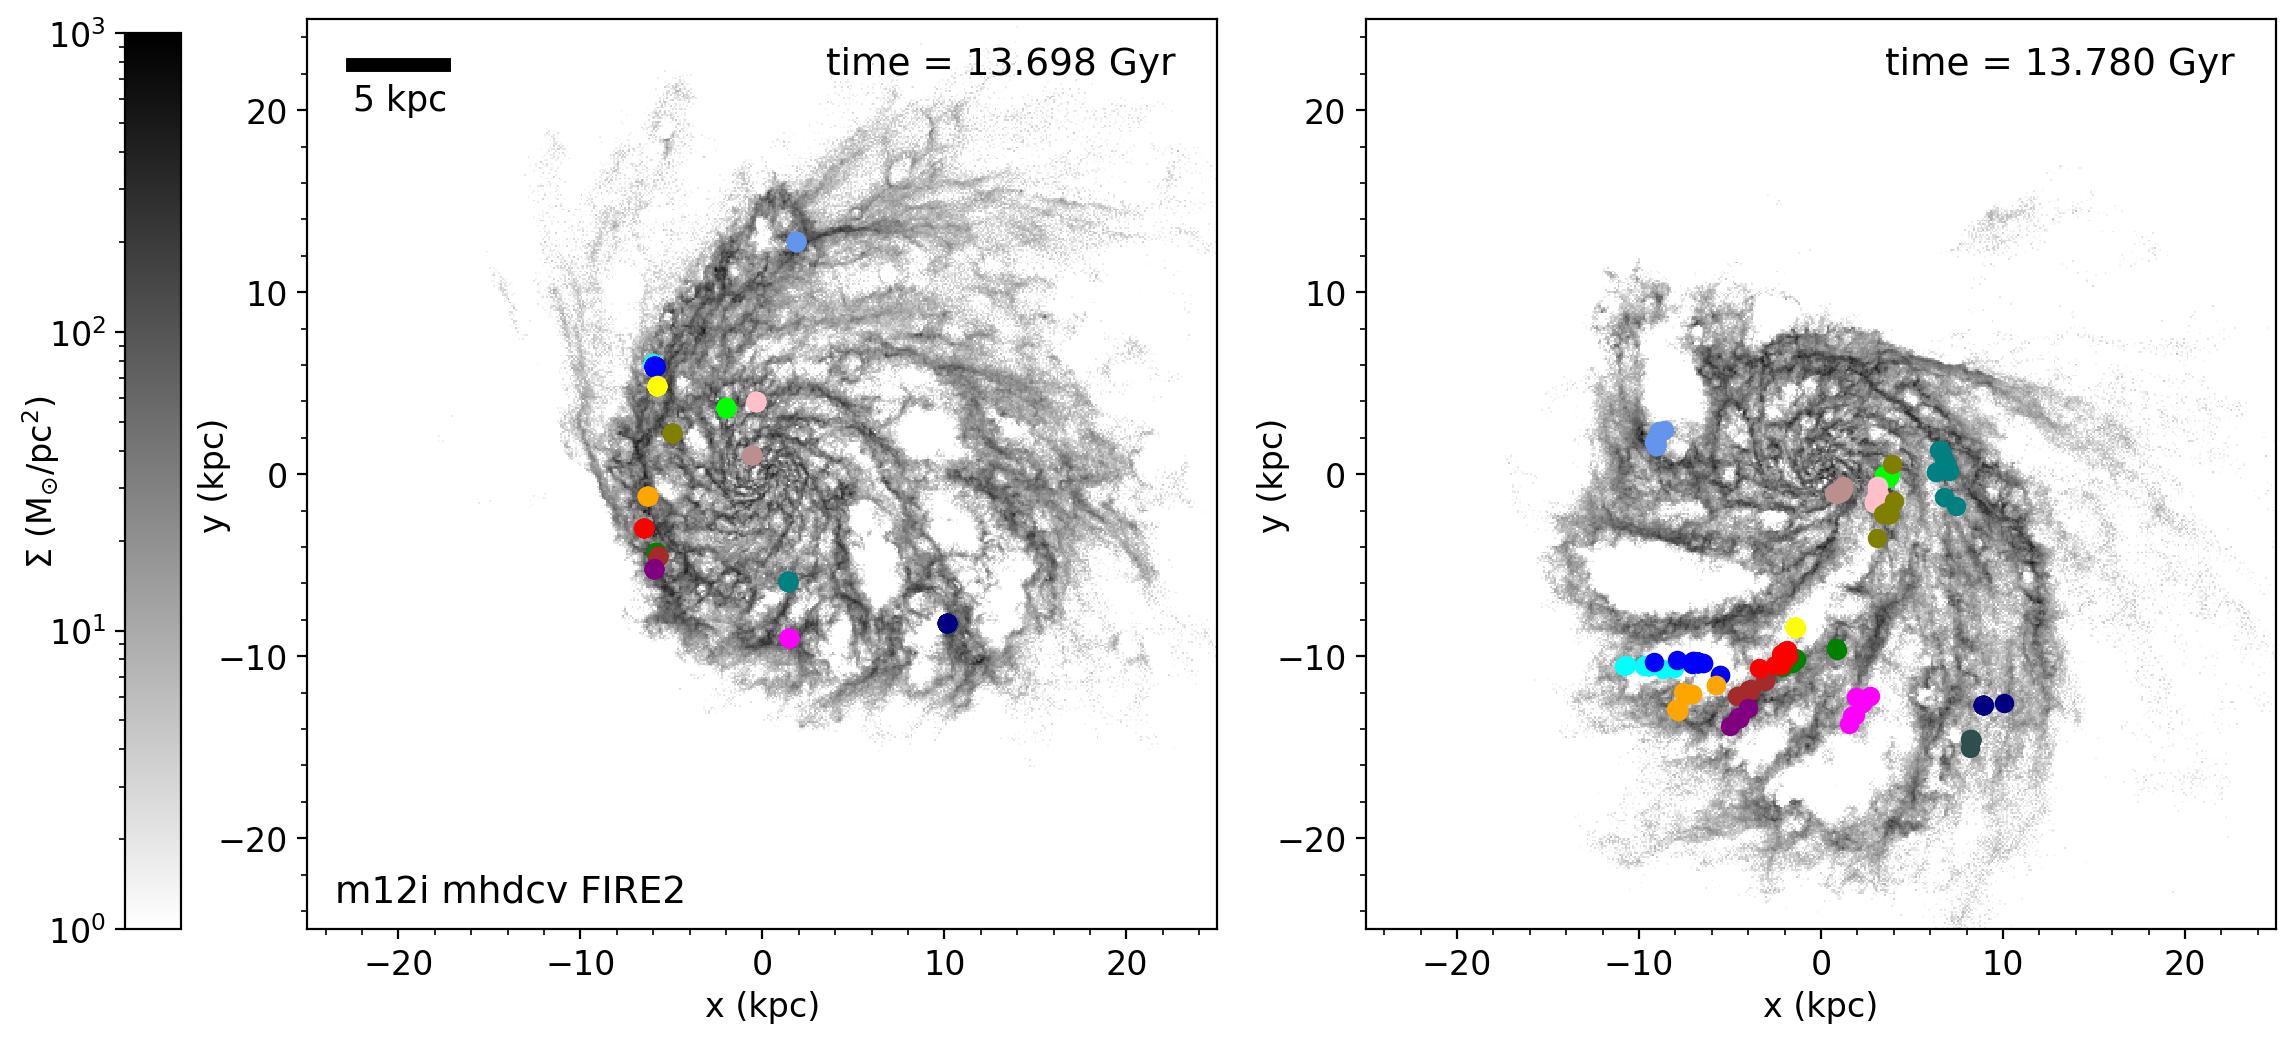 10³
10²
10¹
10⁰
Σ (M⊙/pc²)
y (kpc)
20
10
0
−10
−20
5 kpc
time = 13.698 Gyr
m12i mhdcv FIRE2
−20 −10 0 10 20
x (kpc)
y (kpc)
20
10
0
−10
−20
time = 13.780 Gyr
−20 −10 0 10 20
x (kpc)